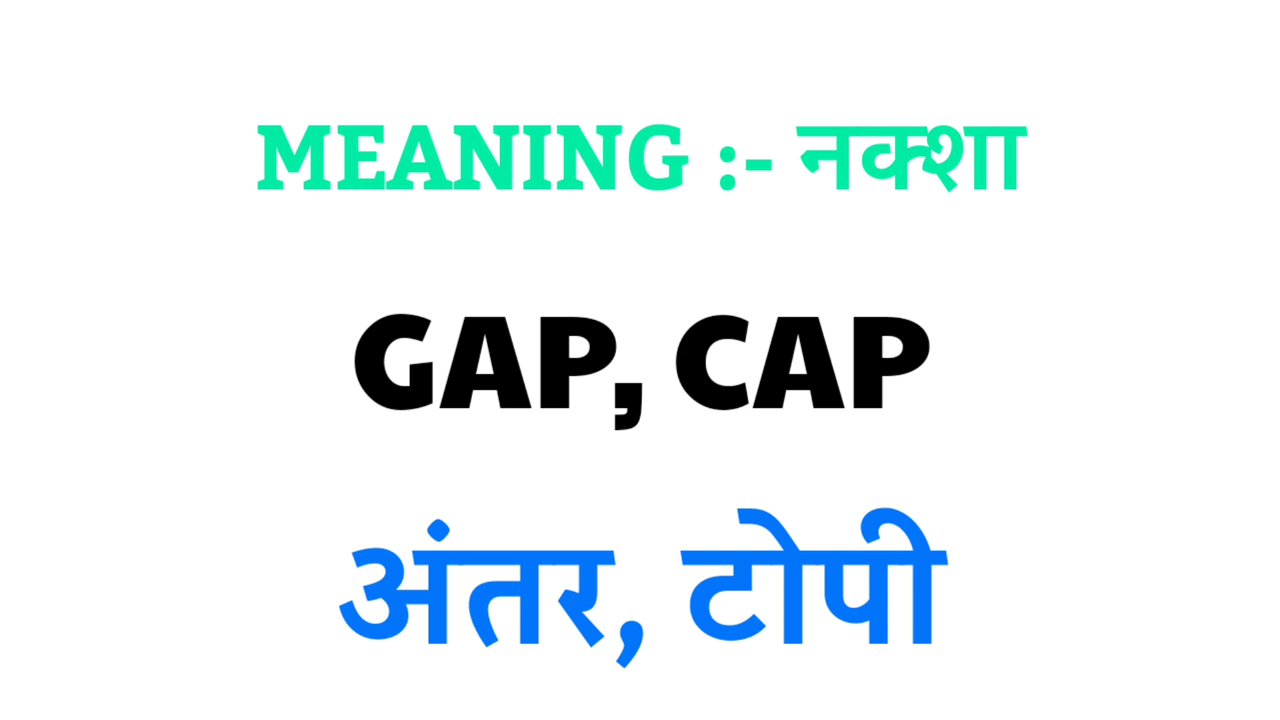 MEANING :- नक्शा
GAP, CAP
अंतर, टोपी